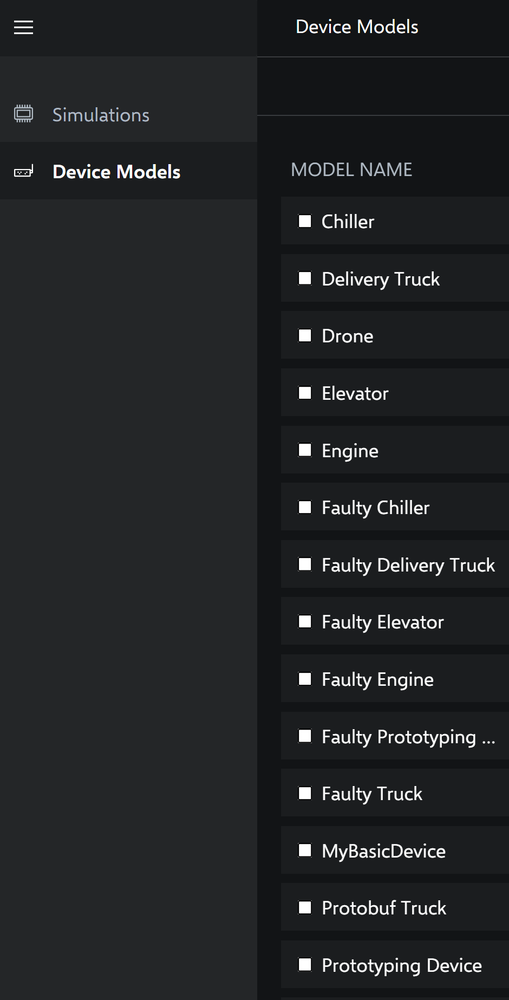 Device Models
Simulations
Device Models
MODEL NAME
Chiller
Delivery Truck
Drone
Elevator
Engine
Faulty Chiller
Faulty Delivery Truck
Faulty Elevator
Faulty Engine
Faulty Prototyping ...
Faulty Truck
MyBasicDevice
Protobuf Truck
Prototyping Device